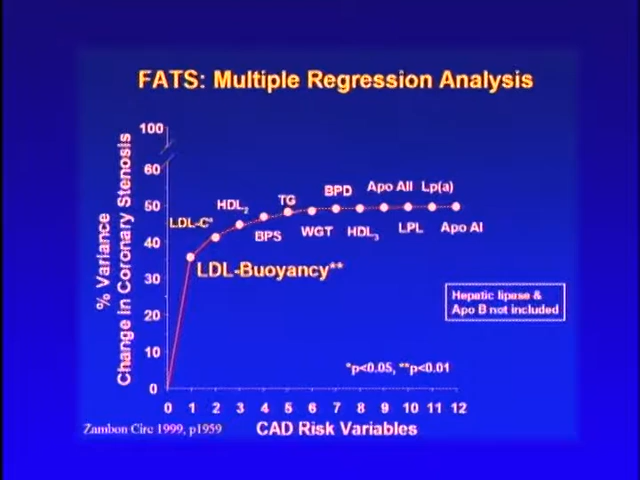 FATS: Multiple Regression Analysis
100
60
50
40
30
20
10
0
% Variance
Change in Coronary Stenosis
LDL-Buoyancy**
LDL-C*
HDL2
BPS
TG
WGT
BPD
HDL3
Apo AII
LPL
Lp(a)
Apo AI
Hepatic lipase &
Apo B not included
*p<0.05, **p<0.01
0 1 2 3 4 5 6 7 8 9 10 11 12
CAD Risk Variables
Zambon Circ 1999, p1959